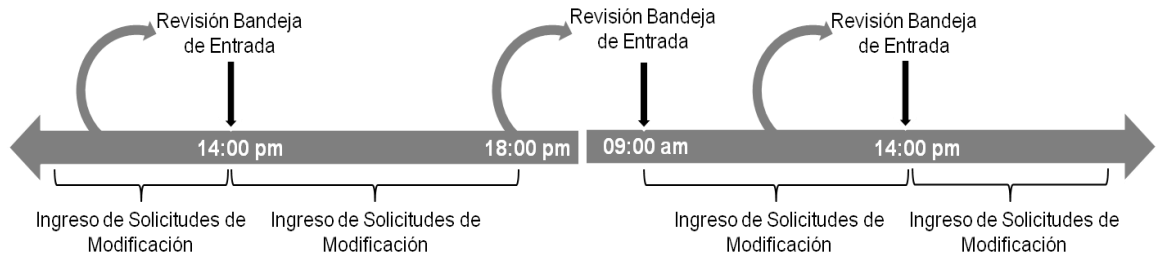 Revisión Bandeja
de Entrada
Revisión Bandeja
de Entrada
Revisión Bandeja
de Entrada
14:00 pm
18:00 pm
09:00 am
14:00 pm
Ingreso de Solicitudes de
Modificación
Ingreso de Solicitudes de
Modificación
Ingreso de Solicitudes de
Modificación
Ingreso de Solicitudes de
Modificación